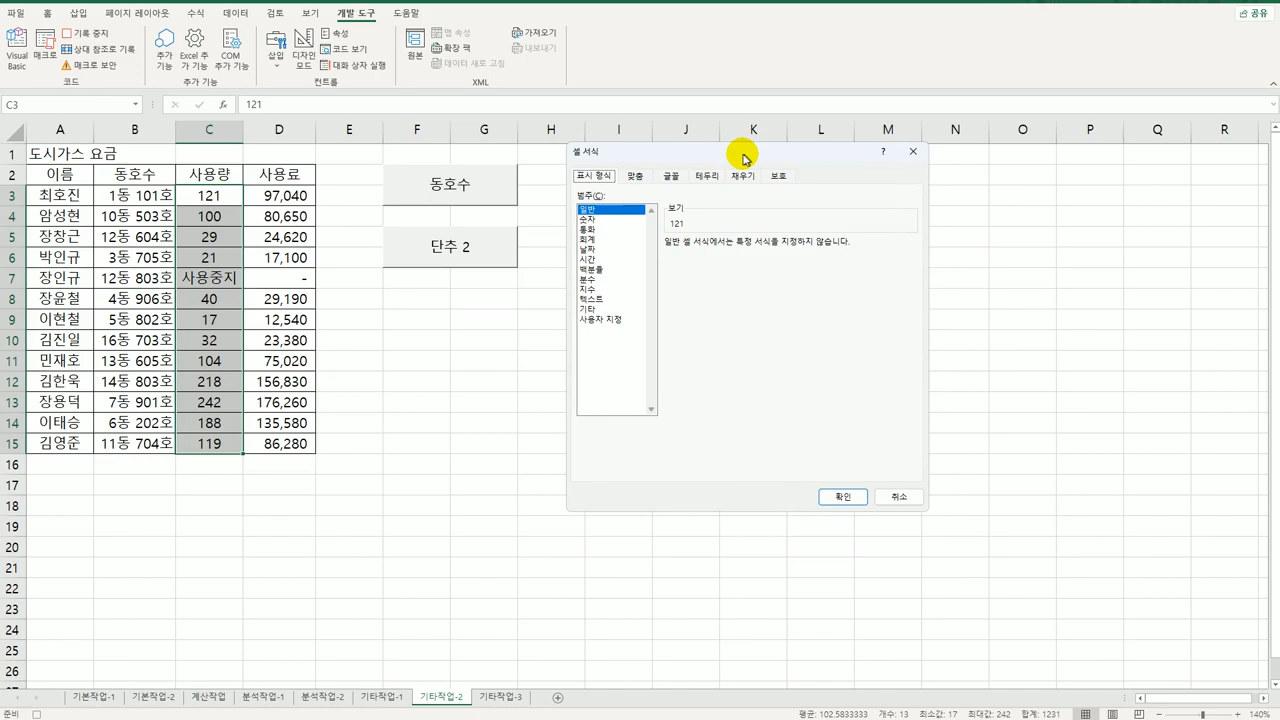 파일 홈 삽입 페이지 레이아웃 수식 데이터 검토 보기 개발 도구 도움말 공유
Visual Basic
매크로
기록 중지
상대 참조로 기록
매크로 보안
코드
추가 기능
Excel 추가 기능
COM 추가 기능
추가 기능
삽입
디자인 모드
속성
코드 보기
대화 상자 실행
컨트롤
원본
맵 속성
확장 팩
데이터 새로 고침
가져오기
내보내기
XML
C3 fx 121
A B C D E F G H I J K L M N O P Q R
1 도시가스 요금
2 이름 동호수 사용량 사용료
3 최호진 1동 101호 121 97,040
4 암성현 10동 503호 100 80,650
5 장창근 12동 604호 29 24,620
6 박인규 3동 705호 21 17,100
7 장인규 12동 803호 사용중지 -
8 장윤철 4동 906호 40 29,190
9 이현철 5동 802호 17 12,540
10 김진일 16동 703호 32 23,380
11 민재호 13동 605호 104 75,020
12 김한욱 14동 803호 218 156,830
13 장용덕 7동 901호 242 176,260
14 이태승 6동 202호 188 135,580
15 김영준 11동 704호 119 86,280
16
17
18
19
20
21
22
23
24
25
26
동호수
단추 2
셀 서식 ?
표시 형식 맞춤 글꼴 테두리 채우기 보호
범주(C):
일반
숫자
통화
회계
날짜
시간
백분율
분수
지수
텍스트
기타
사용자 지정
보기
121
일반 셀 서식에서는 특정 서식을 지정하지 않습니다.
확인 취소
기본작업-1 기본작업-2 계산작업 분석작업-1 분석작업-2 기타작업-1 기타작업-2 기타작업-3
준비 평균: 102.5833333 개수: 13 최소값: 17 최대값: 242 합계: 1231 140%